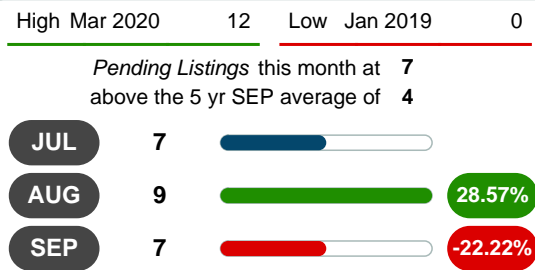 High Mar 2020 12 Low Jan 2019 0
Pending Listings this month at 7
above the 5 yr SEP average of 4
JUL 7
AUG 9 28.57%
SEP 7 -22.22%